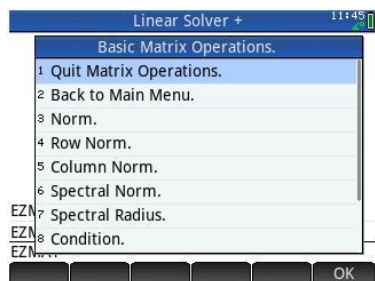 Linear Solver +
11:45
Basic Matrix Operations.
1 Quit Matrix Operations.
2 Back to Main Menu.
3 Norm.
4 Row Norm.
5 Column Norm.
6 Spectral Norm.
7 Spectral Radius.
8 Condition.
OK